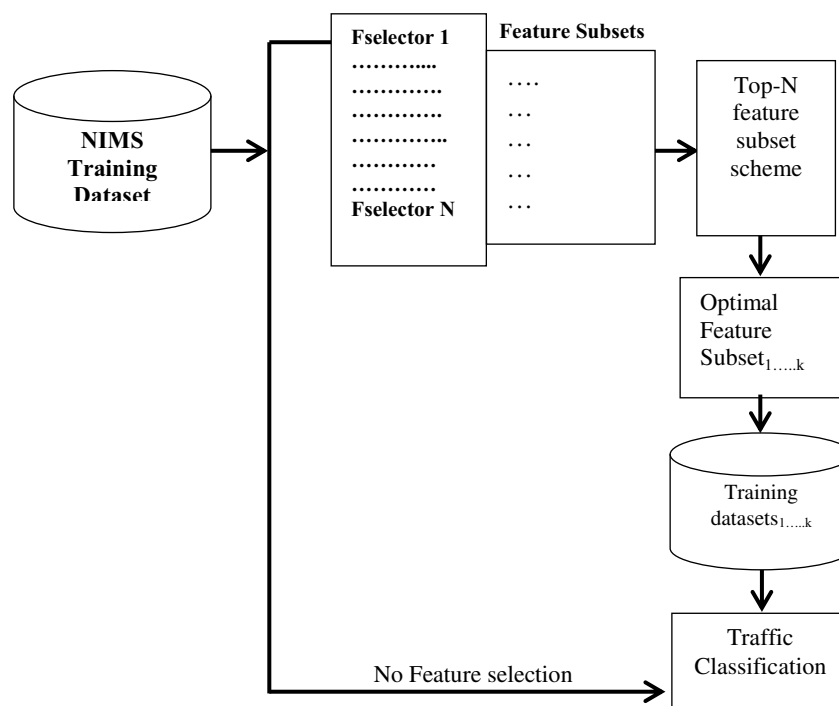 NIMS
Training
Dataset
Fselector 1
………....
………….
………….
…………..
…………
…………
Fselector N
Feature Subsets
….
…
…
…
…
Top-N
feature
subset
scheme
Optimal
Feature
Subset1…..k
Training
datasets1…..k
Traffic
Classification
No Feature selection